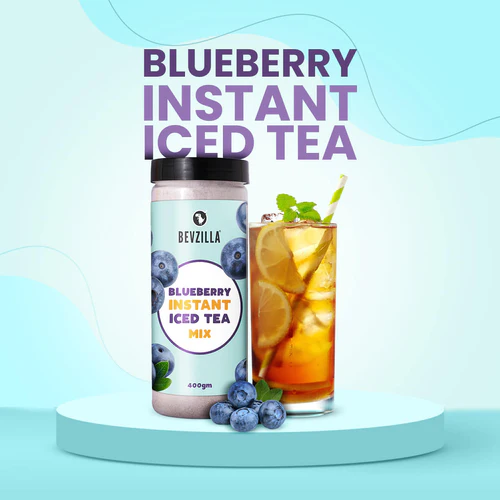 BLUEBERRY
INSTANT
ICED TEA
BEVZILLA
BLUEBERRY
INSTANT
ICED TEA
MIX
400gm